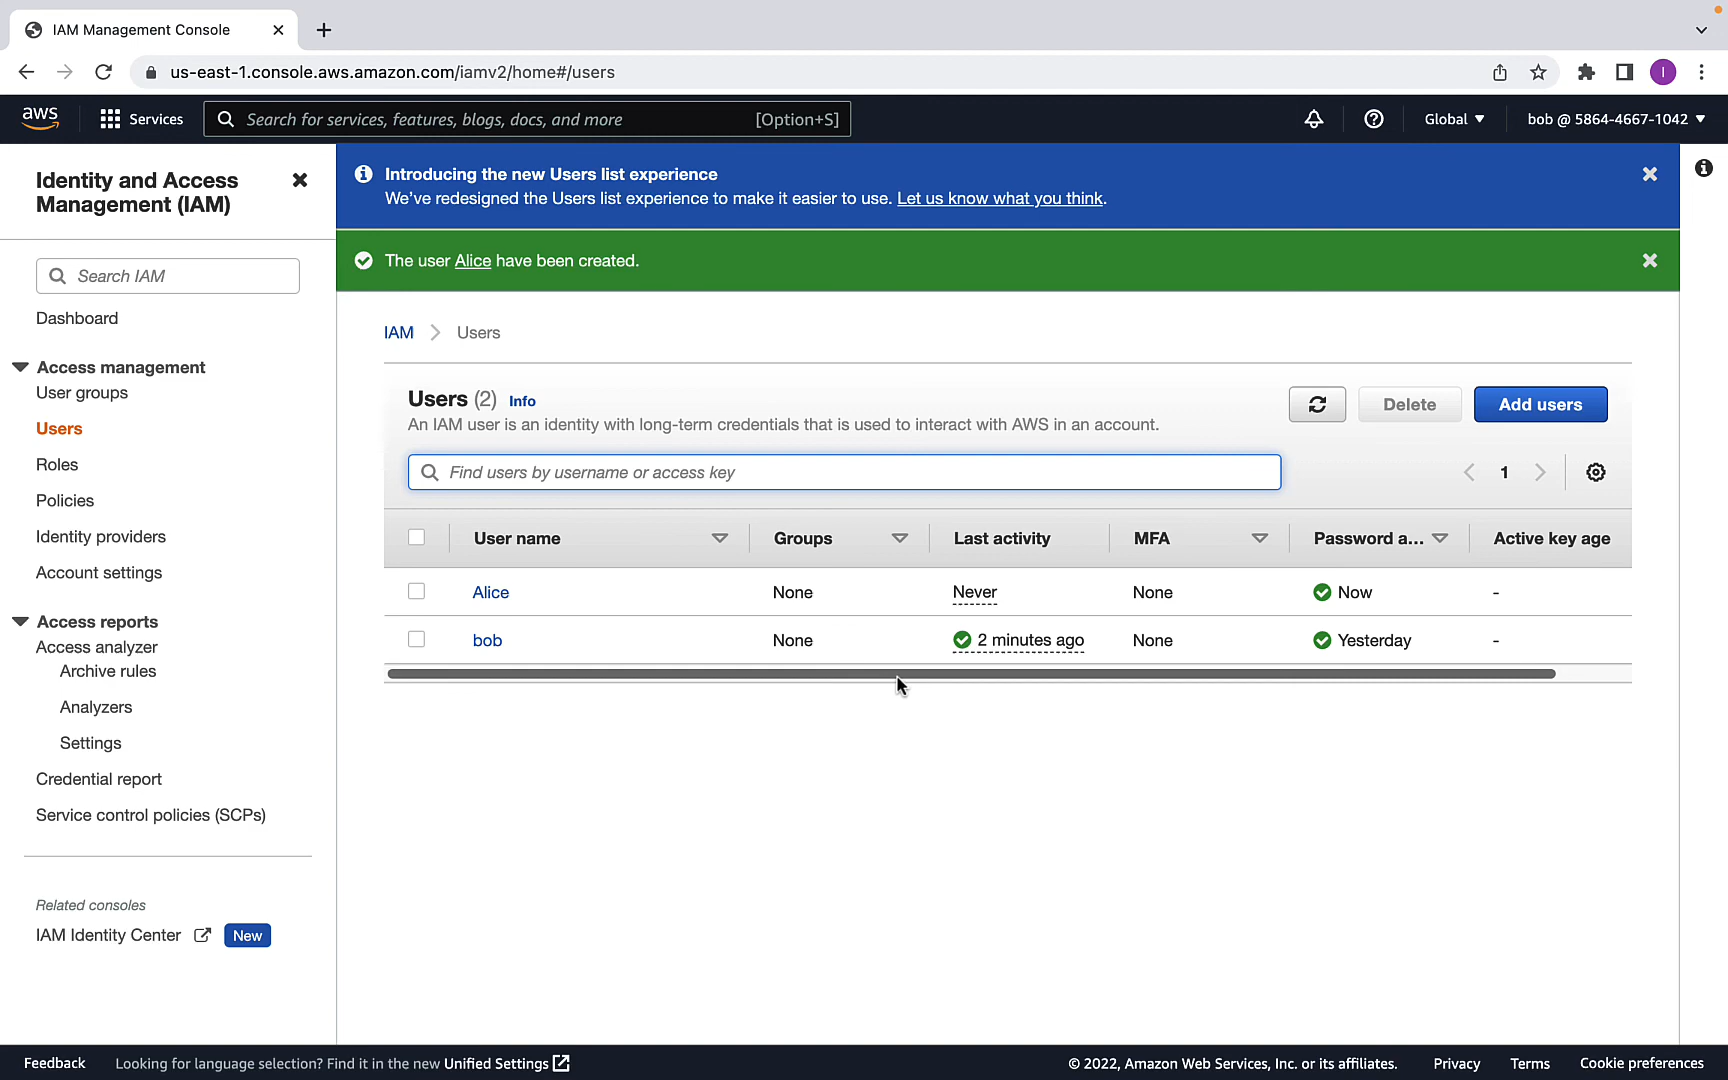 IAM Management Console
us-east-1.console.aws.amazon.com/iamv2/home#/users
I
aws
Services
Search for services, features, blogs, docs, and more
[Option+S]
Global
bob @ 5864-4667-1042
Identity and Access
Management (IAM)
Search IAM
Dashboard
Access management
User groups
Users
Roles
Policies
Identity providers
Account settings
Access reports
Access analyzer
Archive rules
Analyzers
Settings
Credential report
Service control policies (SCPs)
Related consoles
IAM Identity Center New
Introducing the new Users list experience
We've redesigned the Users list experience to make it easier to use. Let us know what you think.
The user Alice have been created.
IAM Users
Users (2) Info
An IAM user is an identity with long-term credentials that is used to interact with AWS in an account.
Delete
Add users
Find users by username or access key
1
User name Groups Last activity MFA Password a... Active key age
Alice None Never None Now -
bob None 2 minutes ago None Yesterday -
Feedback Looking for language selection? Find it in the new Unified Settings © 2022, Amazon Web Services, Inc. or its affiliates. Privacy Terms Cookie preferences